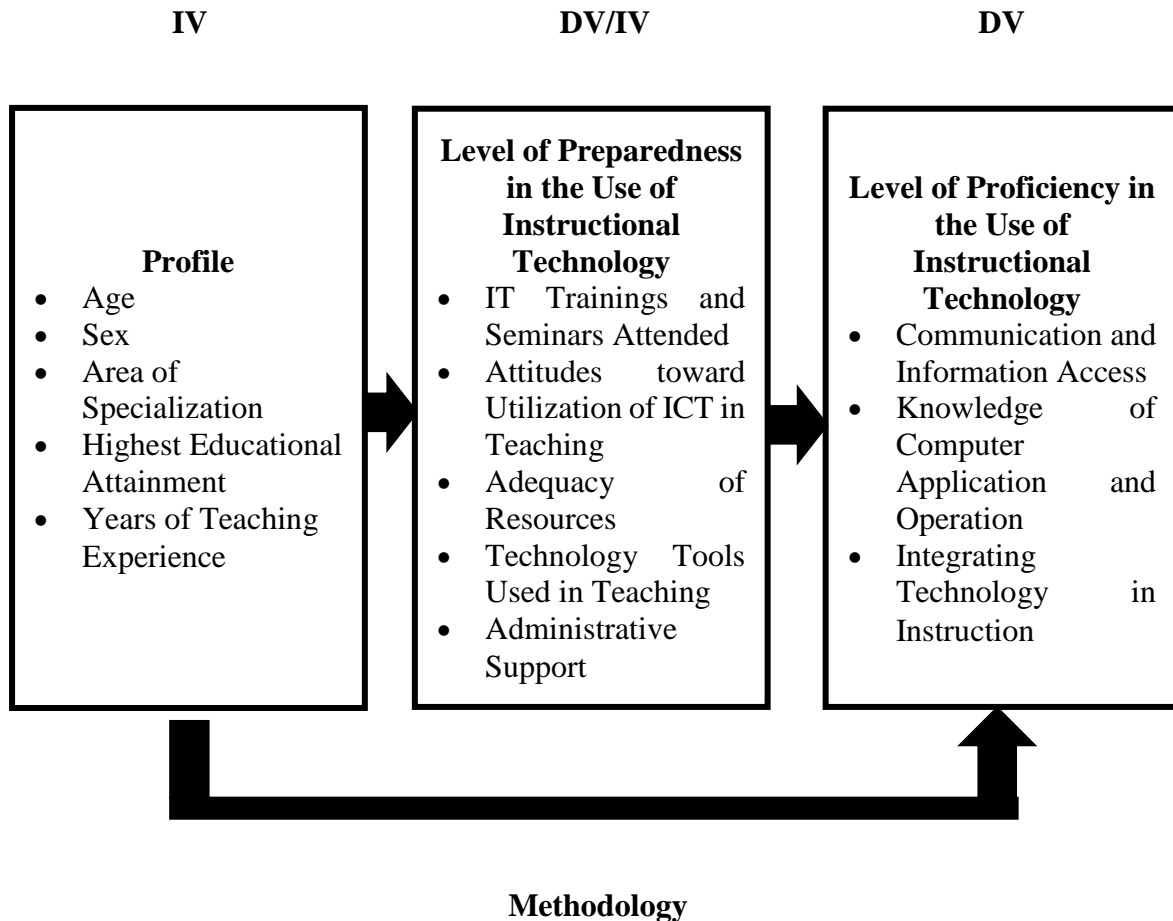 IV
DV/IV
DV
Profile
• Age
• Sex
• Area of
Specialization
• Highest Educational
Attainment
• Years of Teaching
Experience
Level of Preparedness
in the Use of
Instructional
Technology
• IT Trainings and
Seminars Attended
• Attitudes toward
Utilization of ICT in
Teaching
• Adequacy of
Resources
• Technology Tools
Used in Teaching
• Administrative
Support
Level of Proficiency in
the Use of
Instructional
Technology
• Communication and
Information Access
• Knowledge of
Computer
Application and
Operation
• Integrating
Technology in
Instruction
Methodology